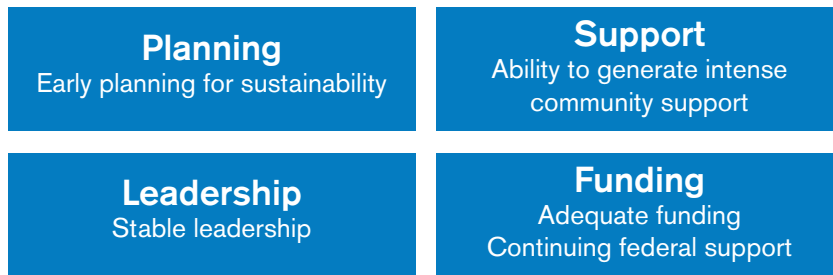 Planning
Early planning for sustainability
Support
Ability to generate intense
community support
Leadership
Stable leadership
Funding
Adequate funding
Continuing federal support